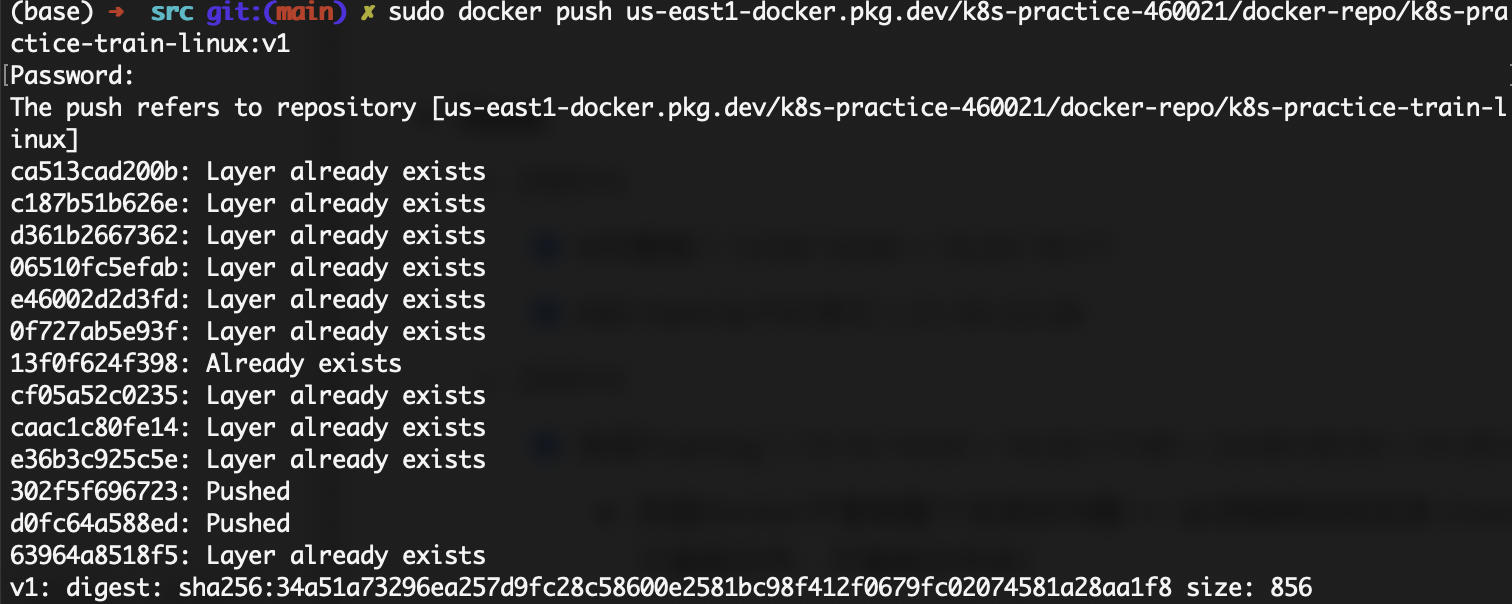 (base) ➜  src git:(main) ✗ sudo docker push us-east1-docker.pkg.dev/k8s-practice-460021/docker-repo/k8s-pra
ctice-train-linux:v1
[Password:
The push refers to repository [us-east1-docker.pkg.dev/k8s-practice-460021/docker-repo/k8s-practice-train-l
inux]
ca513cad200b: Layer already exists
c187b51b626e: Layer already exists
d361b2667362: Layer already exists
06510fc5efab: Layer already exists
e46002d2d3fd: Layer already exists
0f727ab5e93f: Layer already exists
13f0f624f398: Already exists
cf05a52c0235: Layer already exists
caac1c80fe14: Layer already exists
e36b3c925c5e: Layer already exists
302f5f696723: Pushed
d0fc64a588ed: Pushed
63964a8518f5: Layer already exists
v1: digest: sha256:34a51a73296ea257d9fc28c58600e2581bc98f412f0679fc02074581a28aa1f8 size: 856